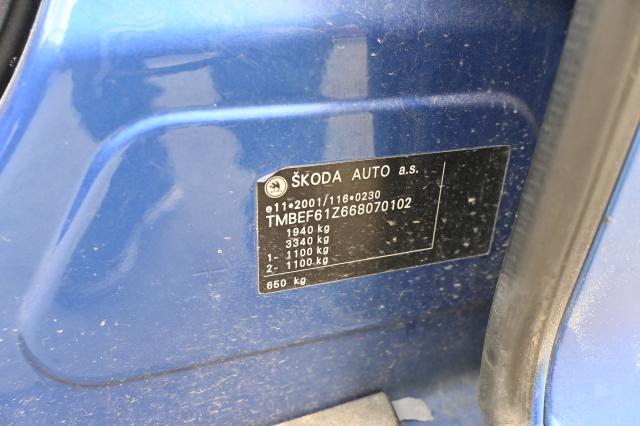 ŠKODA AUTO a.s.
e11*2001/116*0230
TMBEF61Z668070102
1940 kg
3340 kg
1- 1100 kg
2- 1100 kg
650 kg